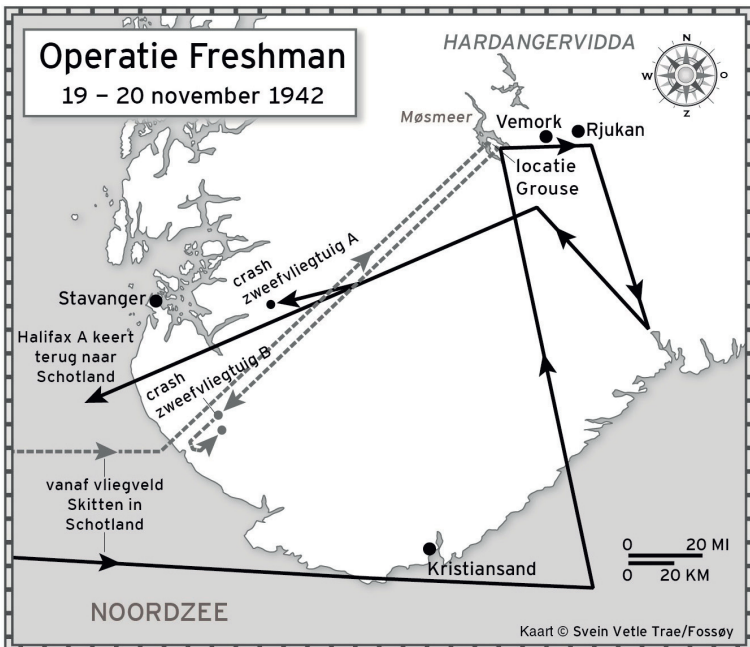 Operatie Freshman
19 – 20 november 1942
HARDANGERVIDDA
N
W
O
Z
Møsmeer
Vemork
Rjukan
locatie
Grouse
crash
zweefvliegtuig A
Stavanger
Halifax A keert
terug naar
Schotland
crash
zweefvliegtuig B
vanaf vliegveld
Skitten in
Schotland
Kristiansand
0 20 MI
0 20 KM
NOORDZEE
Kaart © Svein Vetle Trae/Fossøy